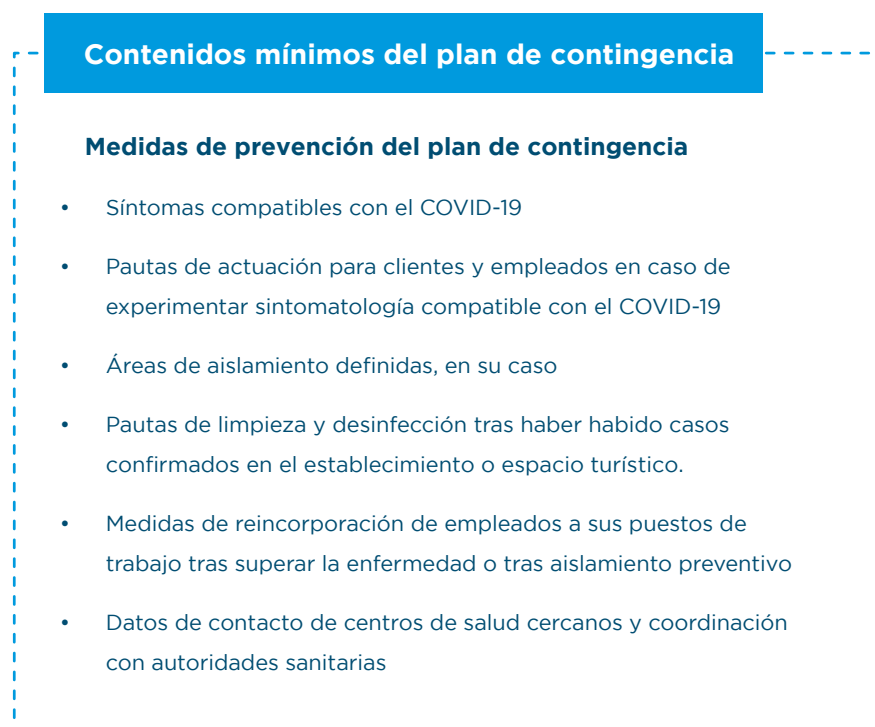 Contenidos mínimos del plan de contingencia
Medidas de prevención del plan de contingencia
• Síntomas compatibles con el COVID-19
• Pautas de actuación para clientes y empleados en caso de
experimentar sintomatología compatible con el COVID-19
• Áreas de aislamiento definidas, en su caso
• Pautas de limpieza y desinfección tras haber habido casos
confirmados en el establecimiento o espacio turístico.
• Medidas de reincorporación de empleados a sus puestos de
trabajo tras superar la enfermedad o tras aislamiento preventivo
• Datos de contacto de centros de salud cercanos y coordinación
con autoridades sanitarias